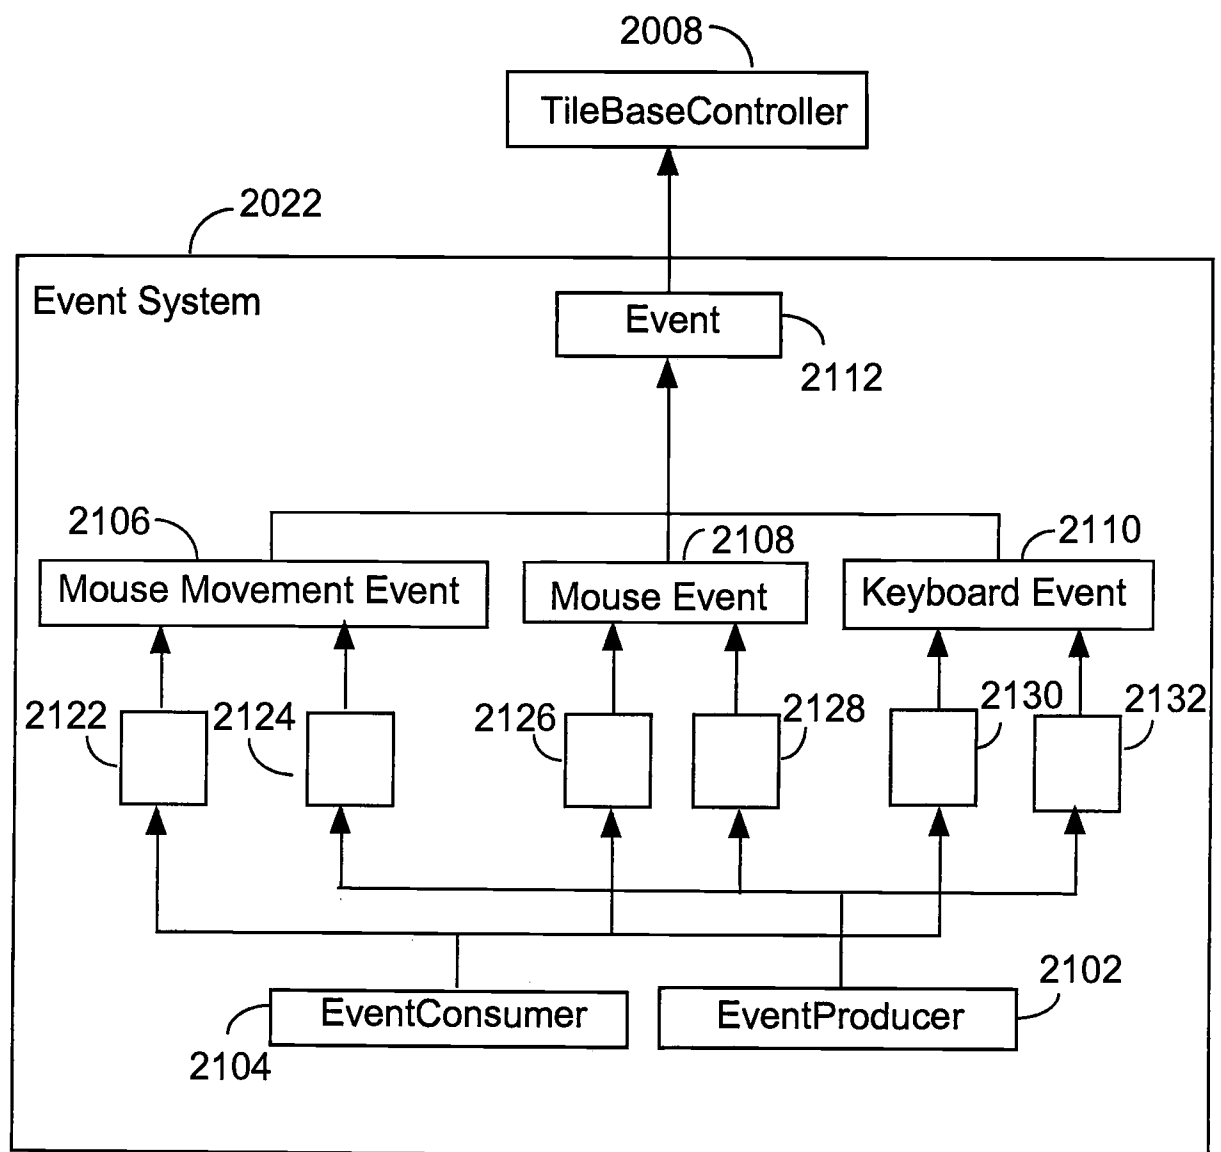 2008
TileBaseController
2022
Event System
Event
2112
2106
2108
2110
Mouse Movement Event
Mouse Event
Keyboard Event
2122
2124
2126
2128
2130
2132
EventConsumer
EventProducer
2102
2104